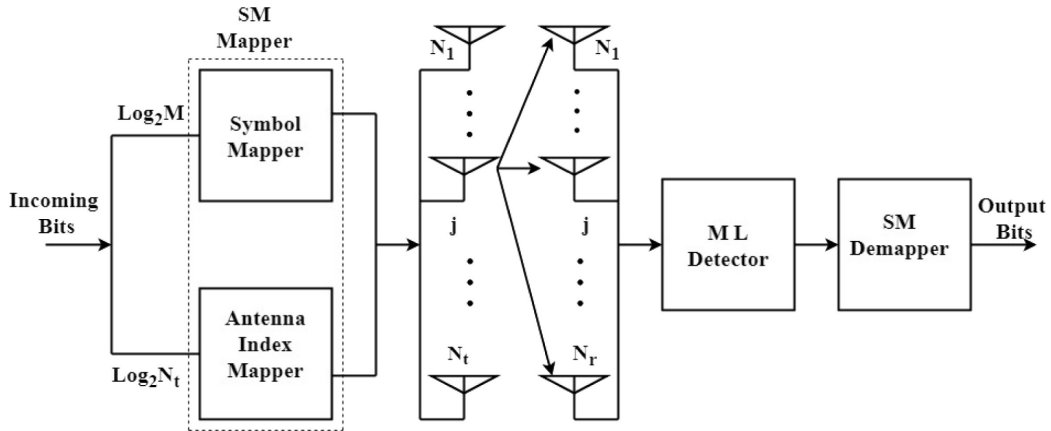 SM
Mapper
Log₂M
Symbol
Mapper
Incoming
Bits
Antenna
Index
Mapper
Log₂Nₜ
N₁
j
Nₜ
N₁
j
Nᵣ
M L
Detector
SM
Demapper
Output
Bits